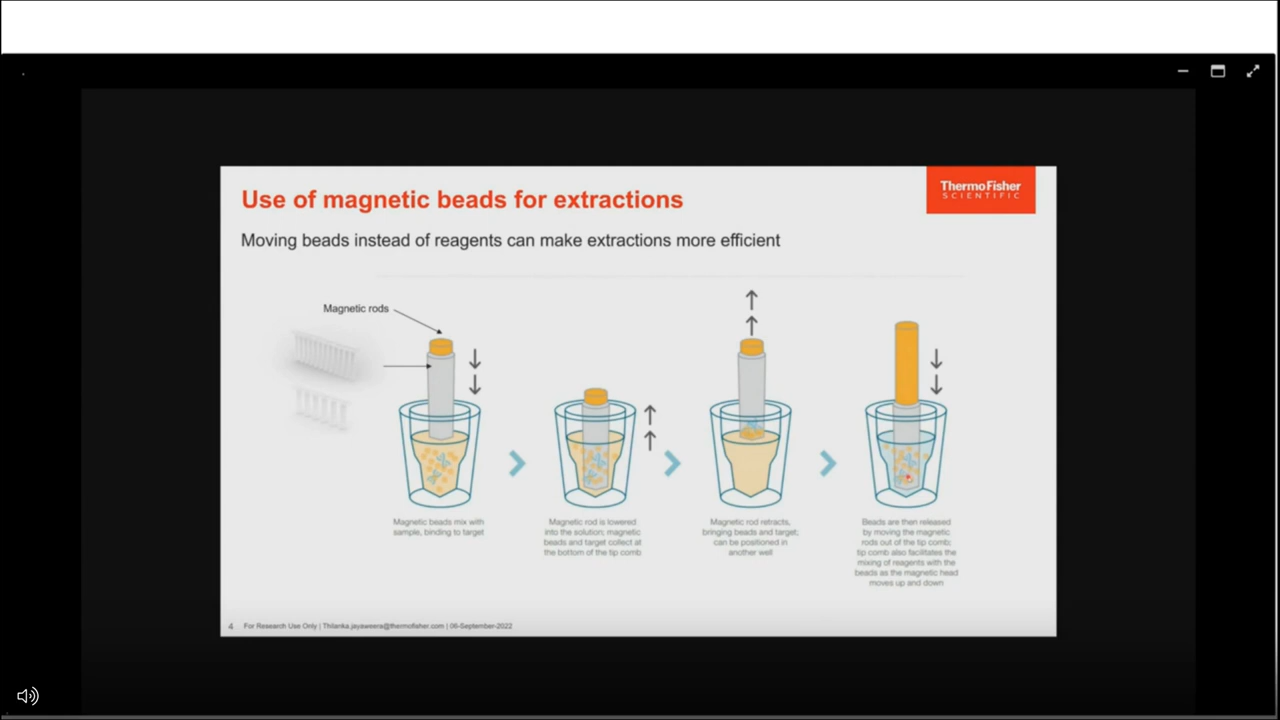 Use of magnetic beads for extractions
ThermoFisher
SCIENTIFIC
Moving beads instead of reagents can make extractions more efficient
Magnetic rods
Magnetic beads mix with
sample, binding to target
Magnetic rod is lowered
into the solution; magnetic
beads and target collect at
the bottom of the tip comb
Magnetic rod retracts,
bringing beads and target;
can be positioned in
another well
Beads are then released
by moving the magnetic
rods out of the tip comb;
tip comb also facilitates the
mixing of reagents with the
beads as the magnetic head
moves up and down
4 For Research Use Only | Thilanka.jayaweera@thermofisher.com | 06-September-2022